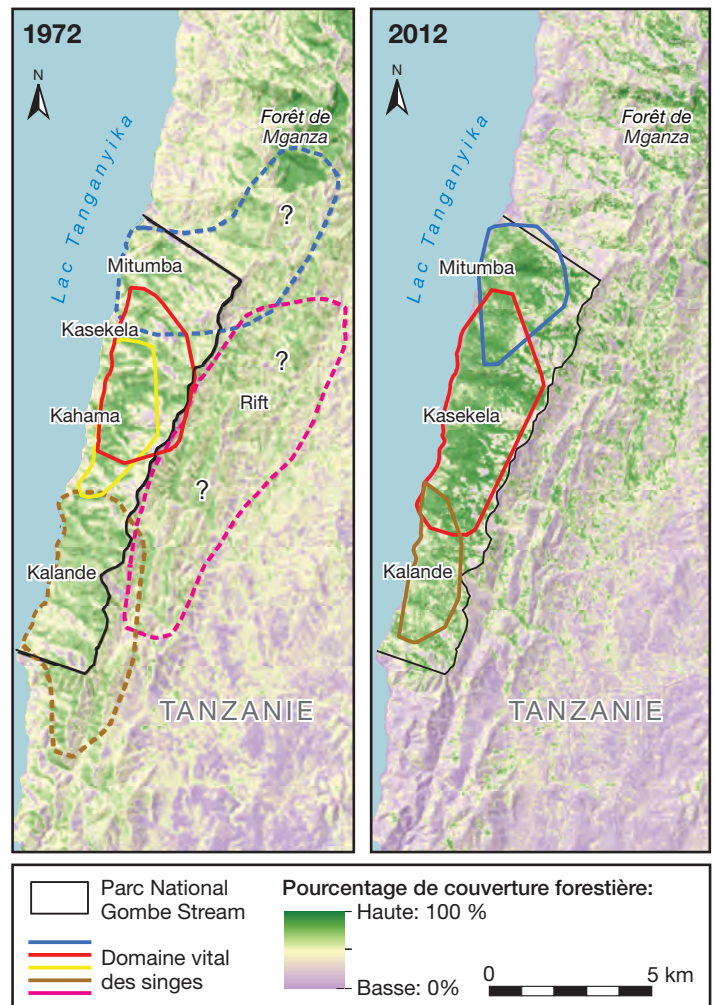 1972
N
Lac Tanganyika
Forêt de
Mganza
?
Mitumba
Kasekela
?
Rift
Kahama
?
Kalande
TANZANIE
2012
N
Lac Tanganyika
Forêt de
Mganza
Mitumba
Kasekela
Kalande
TANZANIE
Parc National
Gombe Stream
Domaine vital
des singes
Pourcentage de couverture forestière:
Haute: 100 %
Basse: 0%
0
5 km